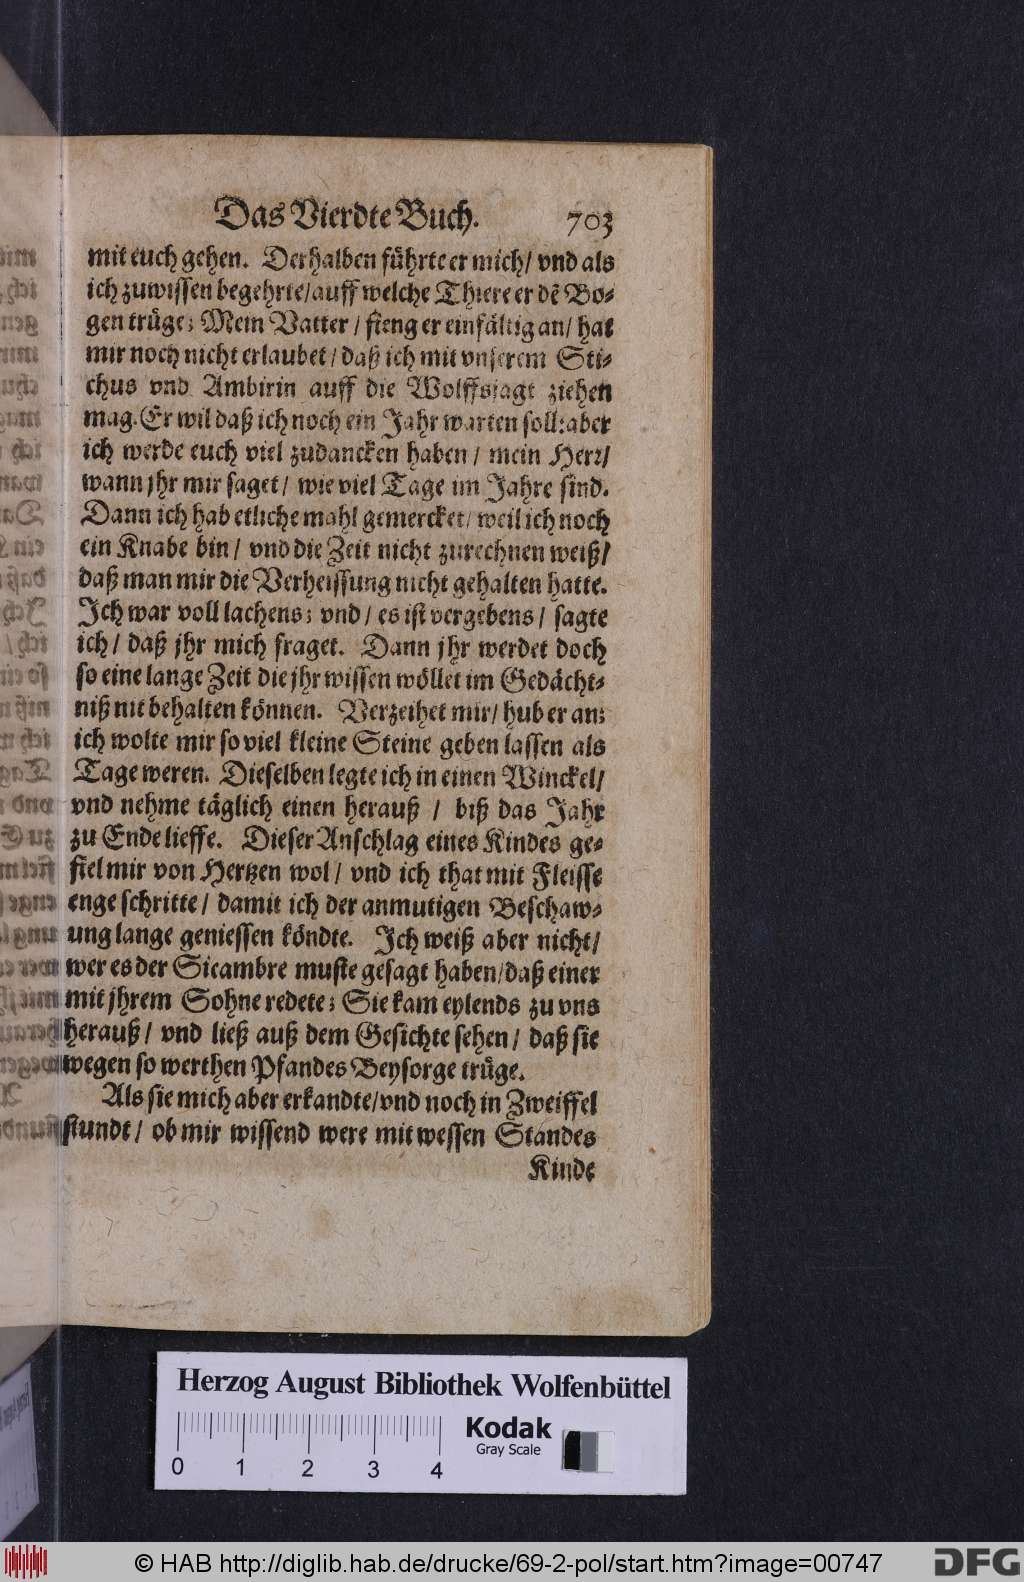 Das Vierdte Buch. 703
mit euch gehen. Derhalben führte er mich/ vnd als
ich zuwissen begehrte/auff welche Thiere er dẽ Bo-
gen trüge; Mein Vatter / fieng er einfältig an/ hat
mir noch nicht erlaubet / daß ich mit vnserem Sti-
chus vnd Ambirin auff die Wolffsjagt ziehen
mag. Er wil daß ich noch ein Jahr warten soll: aber
ich werde euch viel zudancken haben / mein Herr/
wann jhr mir saget / wie viel Tage im Jahre sind.
Dann ich hab etliche mahl gemercket/ weil ich noch
ein Knabe bin / vnd die Zeit nicht zurechnen weiß/
daß man mir die Verheissung nicht gehalten hatte.
Ich war voll lachens; vnd / es ist vergebens / sagte
ich / daß jhr mich fraget. Dann jhr werdet doch
so eine lange Zeit die jhr wissen wöllet im Gedächt-
niß nit behalten können. Verzeihet mir / hub er an;
ich wolte mir so viel kleine Steine geben lassen als
Tage weren. Dieselben legte ich in einen Winckel/
vnd nehme täglich einen herauß / biß das Jahr
zu Ende lieffe. Dieser Anschlag eines Kindes ge-
fiel mir von Hertzen wol / vnd ich that mit Fleisse
enge schritte / damit ich der anmutigen Beschaw-
ung lange geniessen köndte. Ich weiß aber nicht/
wer es der Sicambre muste gesagt haben/daß einer
mit jhrem Sohne redete; Sie kam eylends zu vns
herauß / vnd ließ auß dem Gesichte sehen / daß sie
wegen so werthen Pfandes Beysorge trüge.
Als sie mich aber erkandte/vnd noch in Zweiffel
stundt / ob mir wissend were mit wessen Standes
Kinde
Herzog August Bibliothek Wolfenbüttel
Kodak
Gray Scale
0 1 2 3 4
© HAB http://diglib.hab.de/drucke/69-2-pol/start.htm?image=00747
DFG